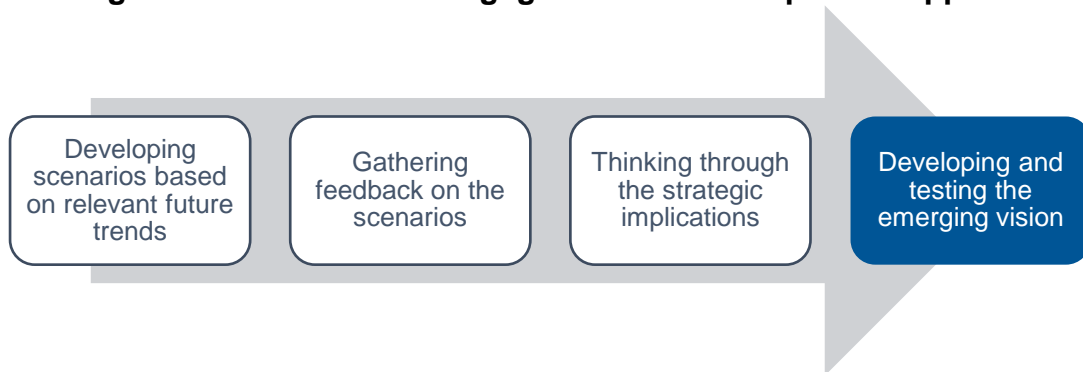 Developing
scenarios based
on relevant future
trends
Gathering
feedback on the
scenarios
Thinking through
the strategic
implications
Developing and
testing the
emerging vision